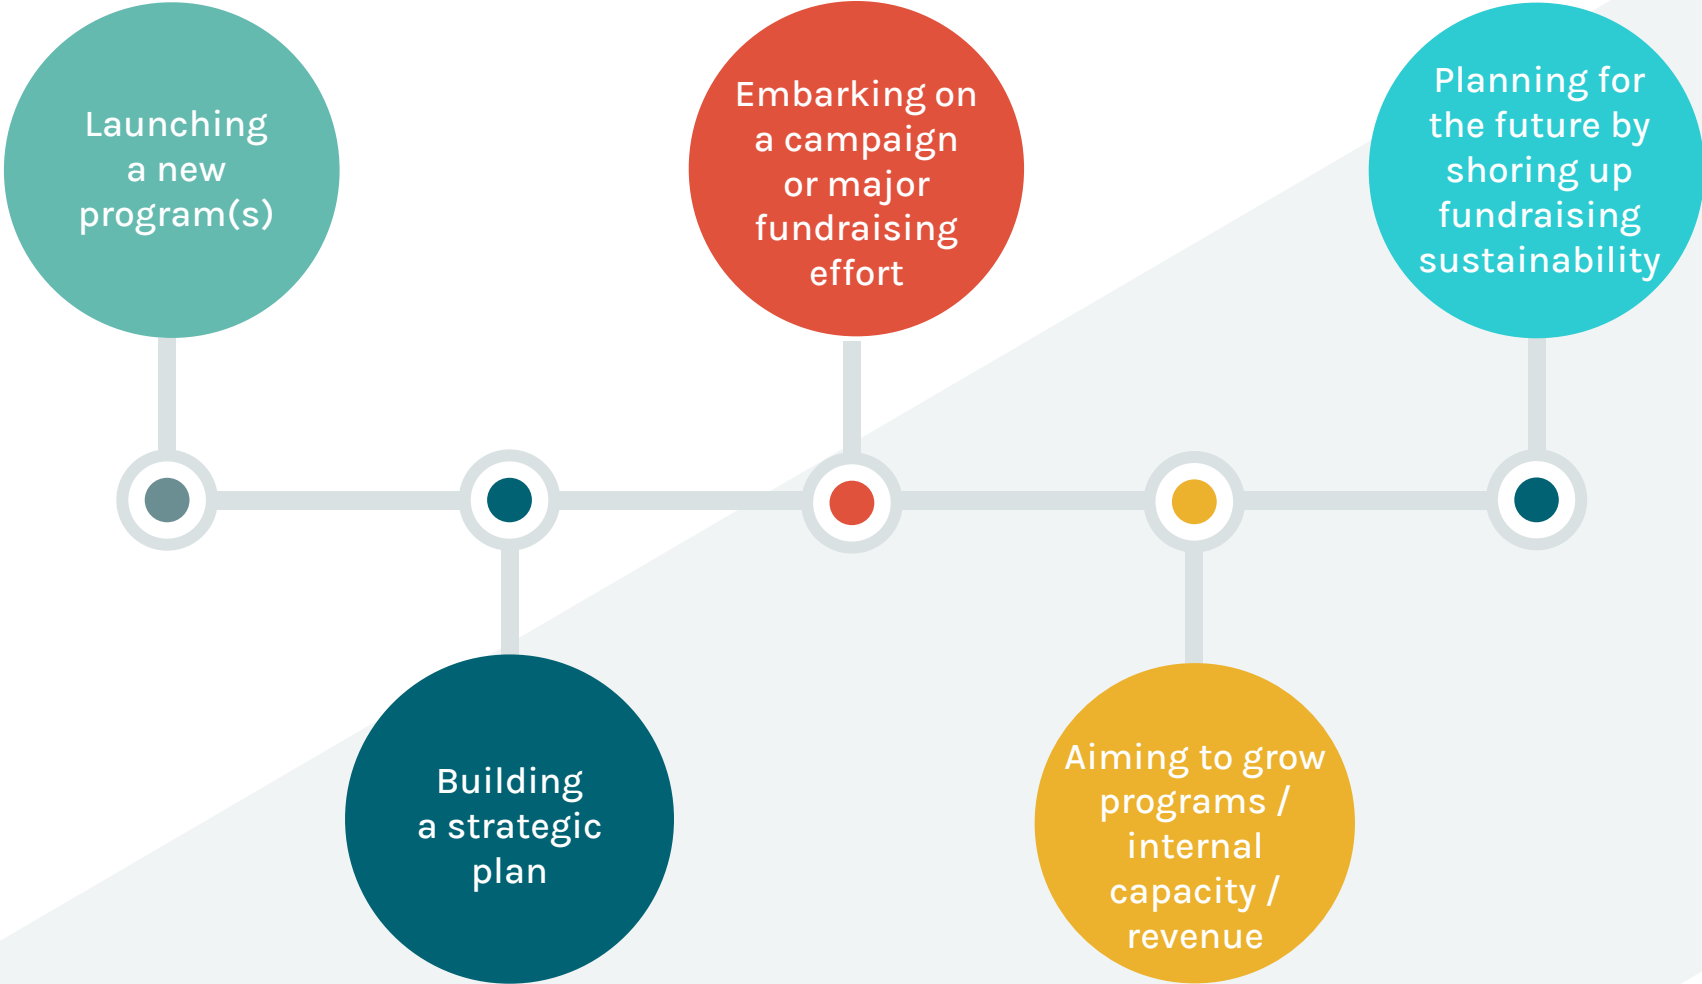 Launching
a new
program(s)
Building
a strategic
plan
Embarking on
a campaign
or major
fundraising
effort
Aiming to grow
programs /
internal
capacity /
revenue
Planning for
the future by
shoring up
fundraising
sustainability